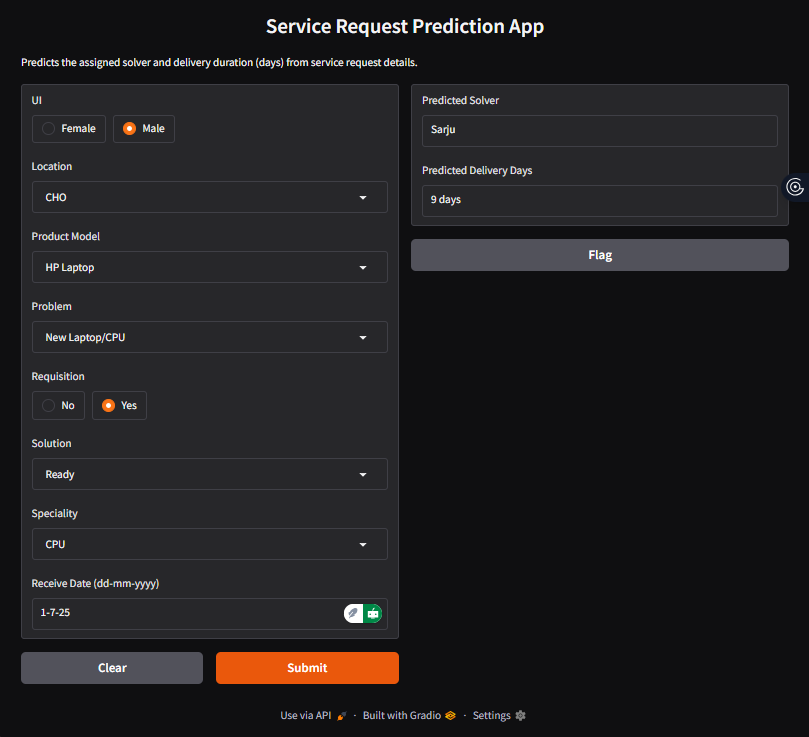 Service Request Prediction App
Predicts the assigned solver and delivery duration (days) from service request details.
UI
Female Male
Location
CHO
Product Model
HP Laptop
Problem
New Laptop/CPU
Requisition
No Yes
Solution
Ready
Speciality
CPU
Receive Date (dd-mm-yyyy)
1-7-25
Clear Submit
Predicted Solver
Sarju
Predicted Delivery Days
9 days
Flag
Use via API · Built with Gradio · Settings